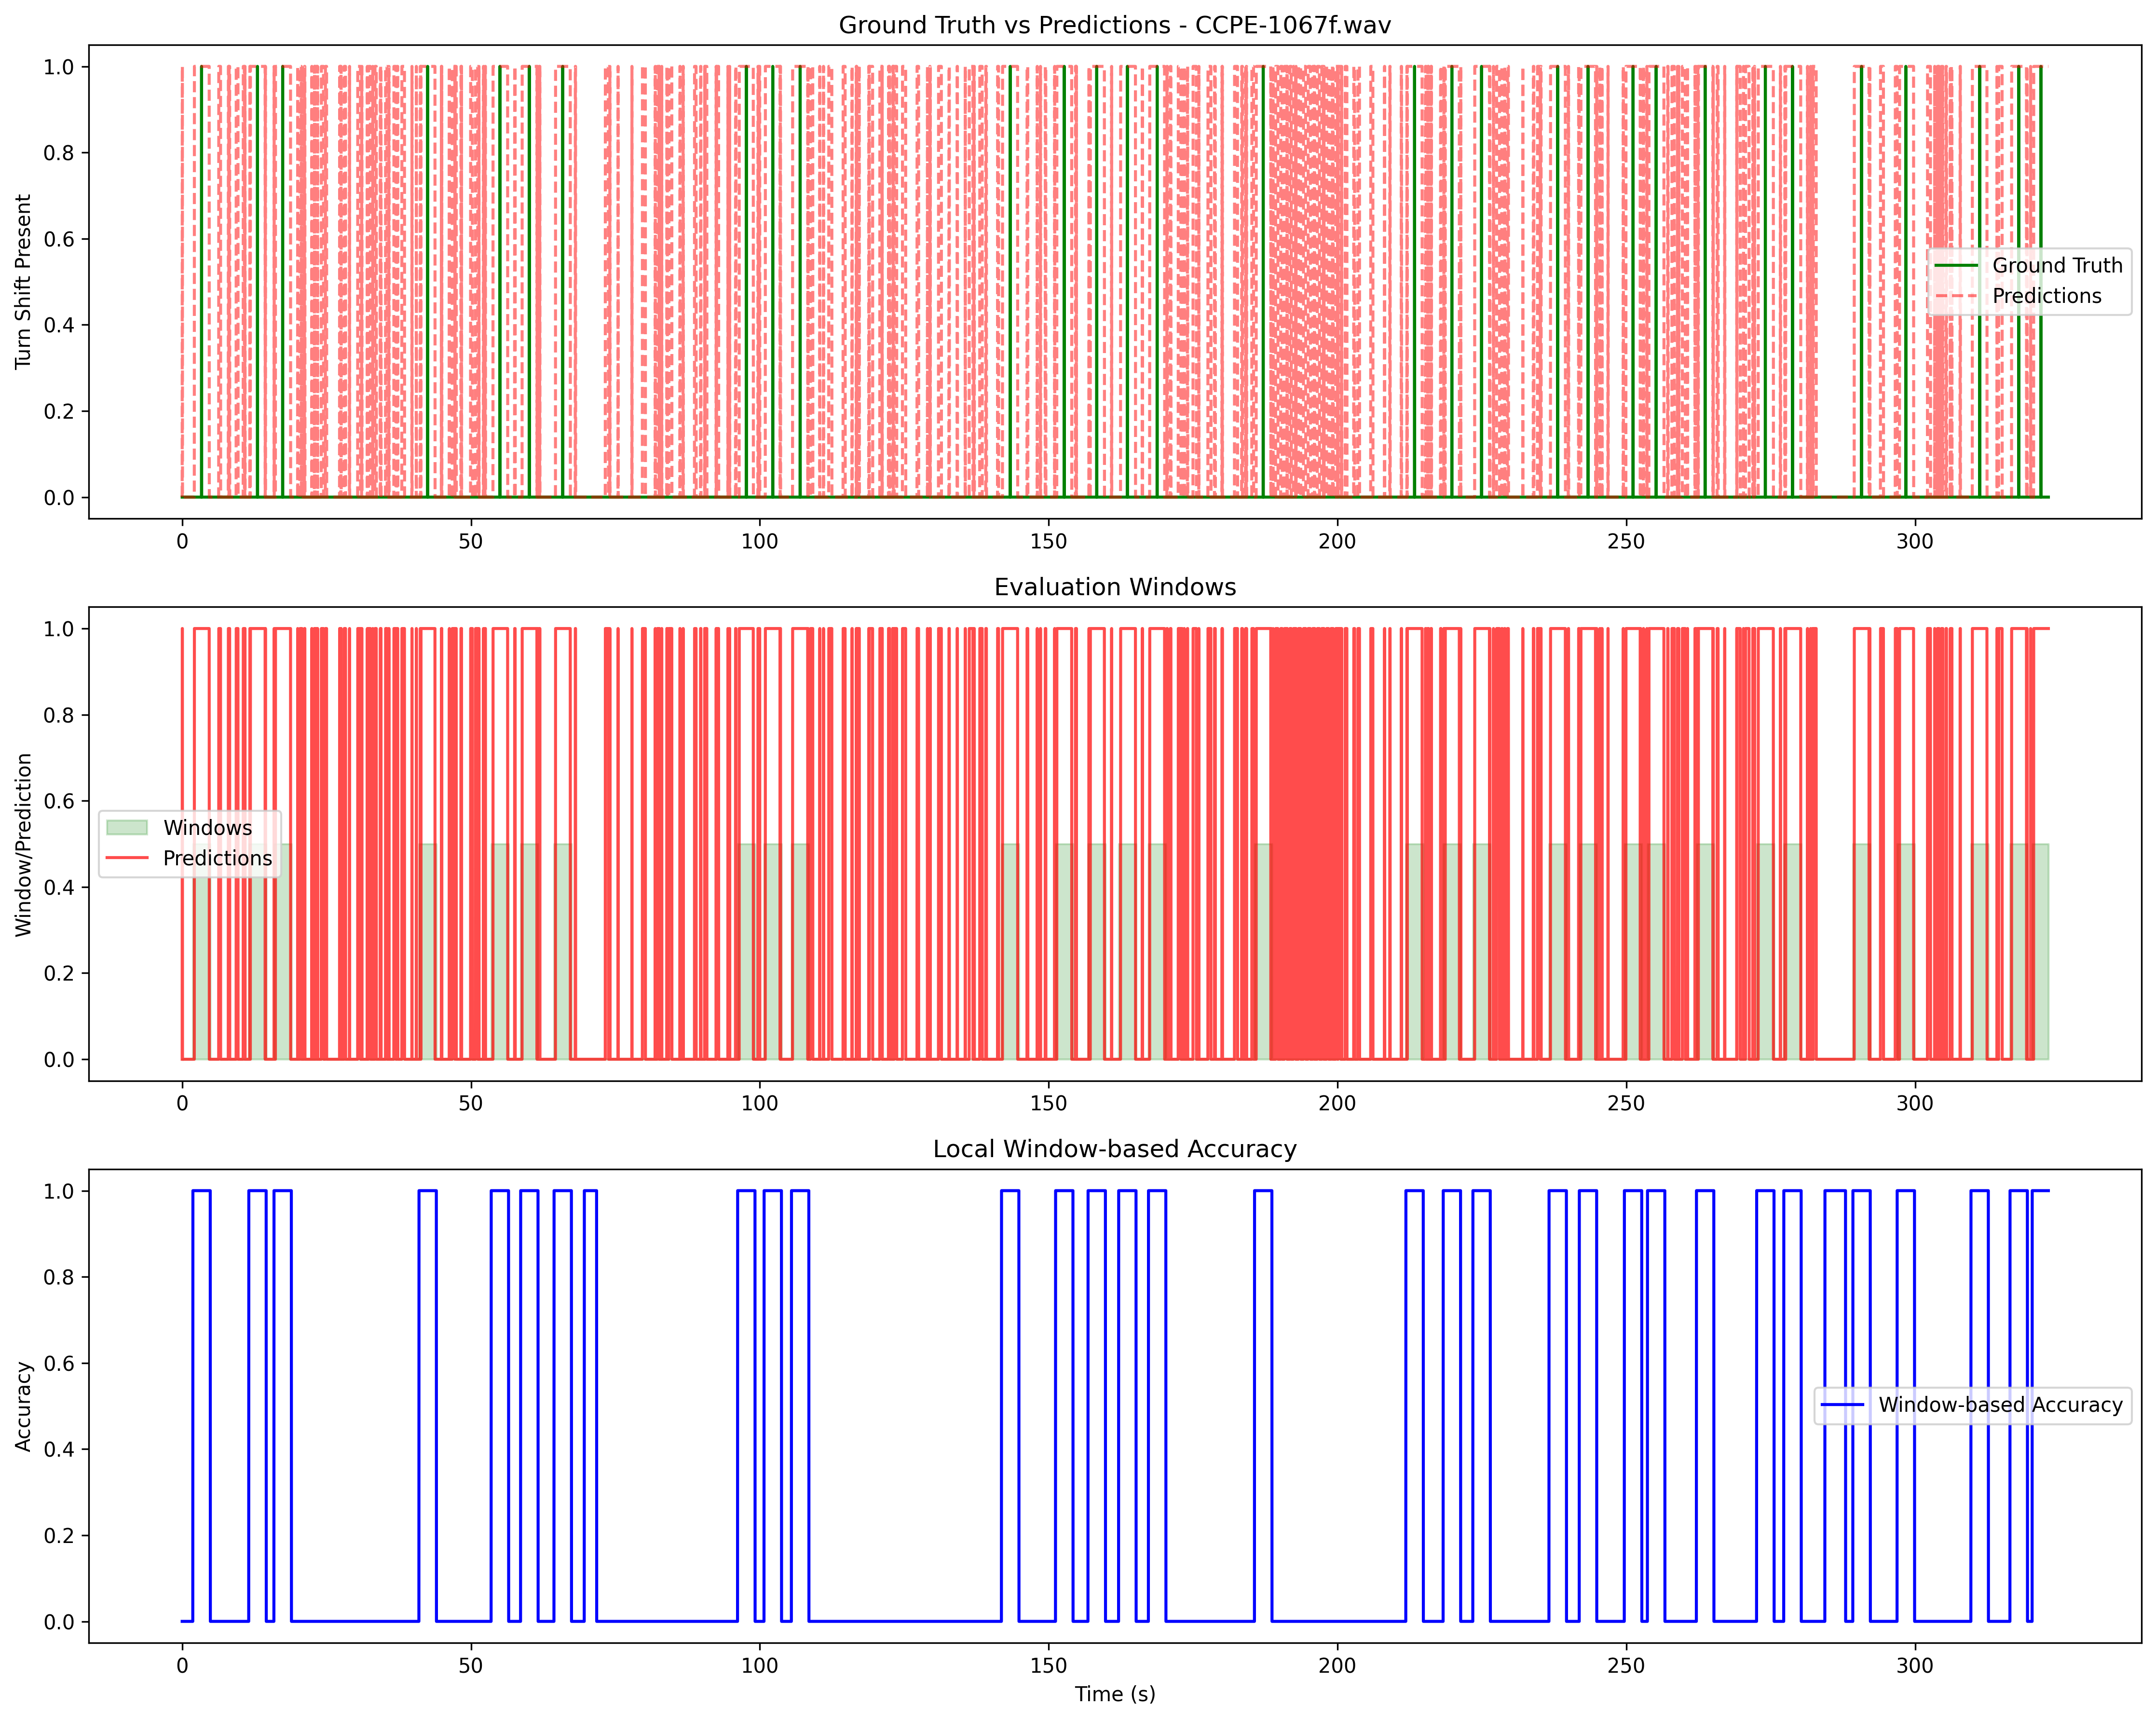 Ground Truth vs Predictions - CCPE-1067f.wav
1.0
0.8
0.6
0.4
0.2
0.0
Turn Shift Present
Ground Truth
Predictions
0 50 100 150 200 250 300
Evaluation Windows
1.0
0.8
0.6
0.4
0.2
0.0
Window/Prediction
Windows
Predictions
0 50 100 150 200 250 300
Local Window-based Accuracy
1.0
0.8
0.6
0.4
0.2
0.0
Accuracy
Window-based Accuracy
0 50 100 150 200 250 300
Time (s)